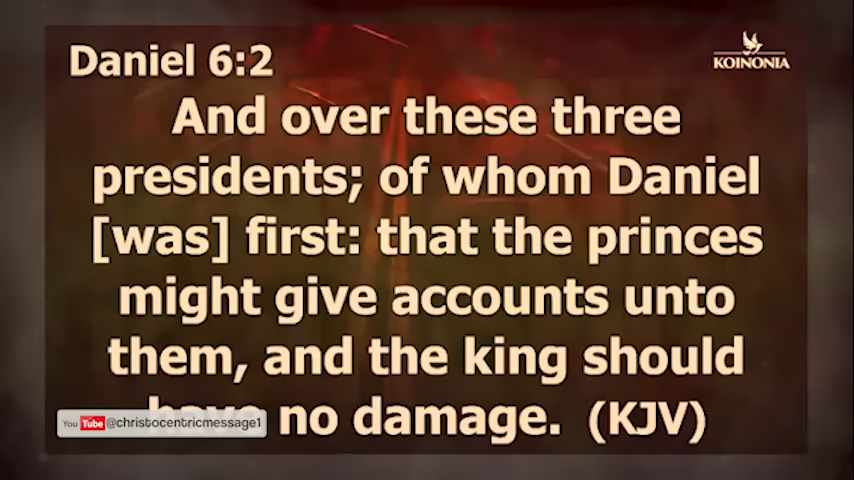 Daniel 6:2
KOINONIA
And over these three
presidents; of whom Daniel
[was] first: that the princes
might give accounts unto
them, and the king should
have no damage. (KJV)
You Tube @christocentricmessage1